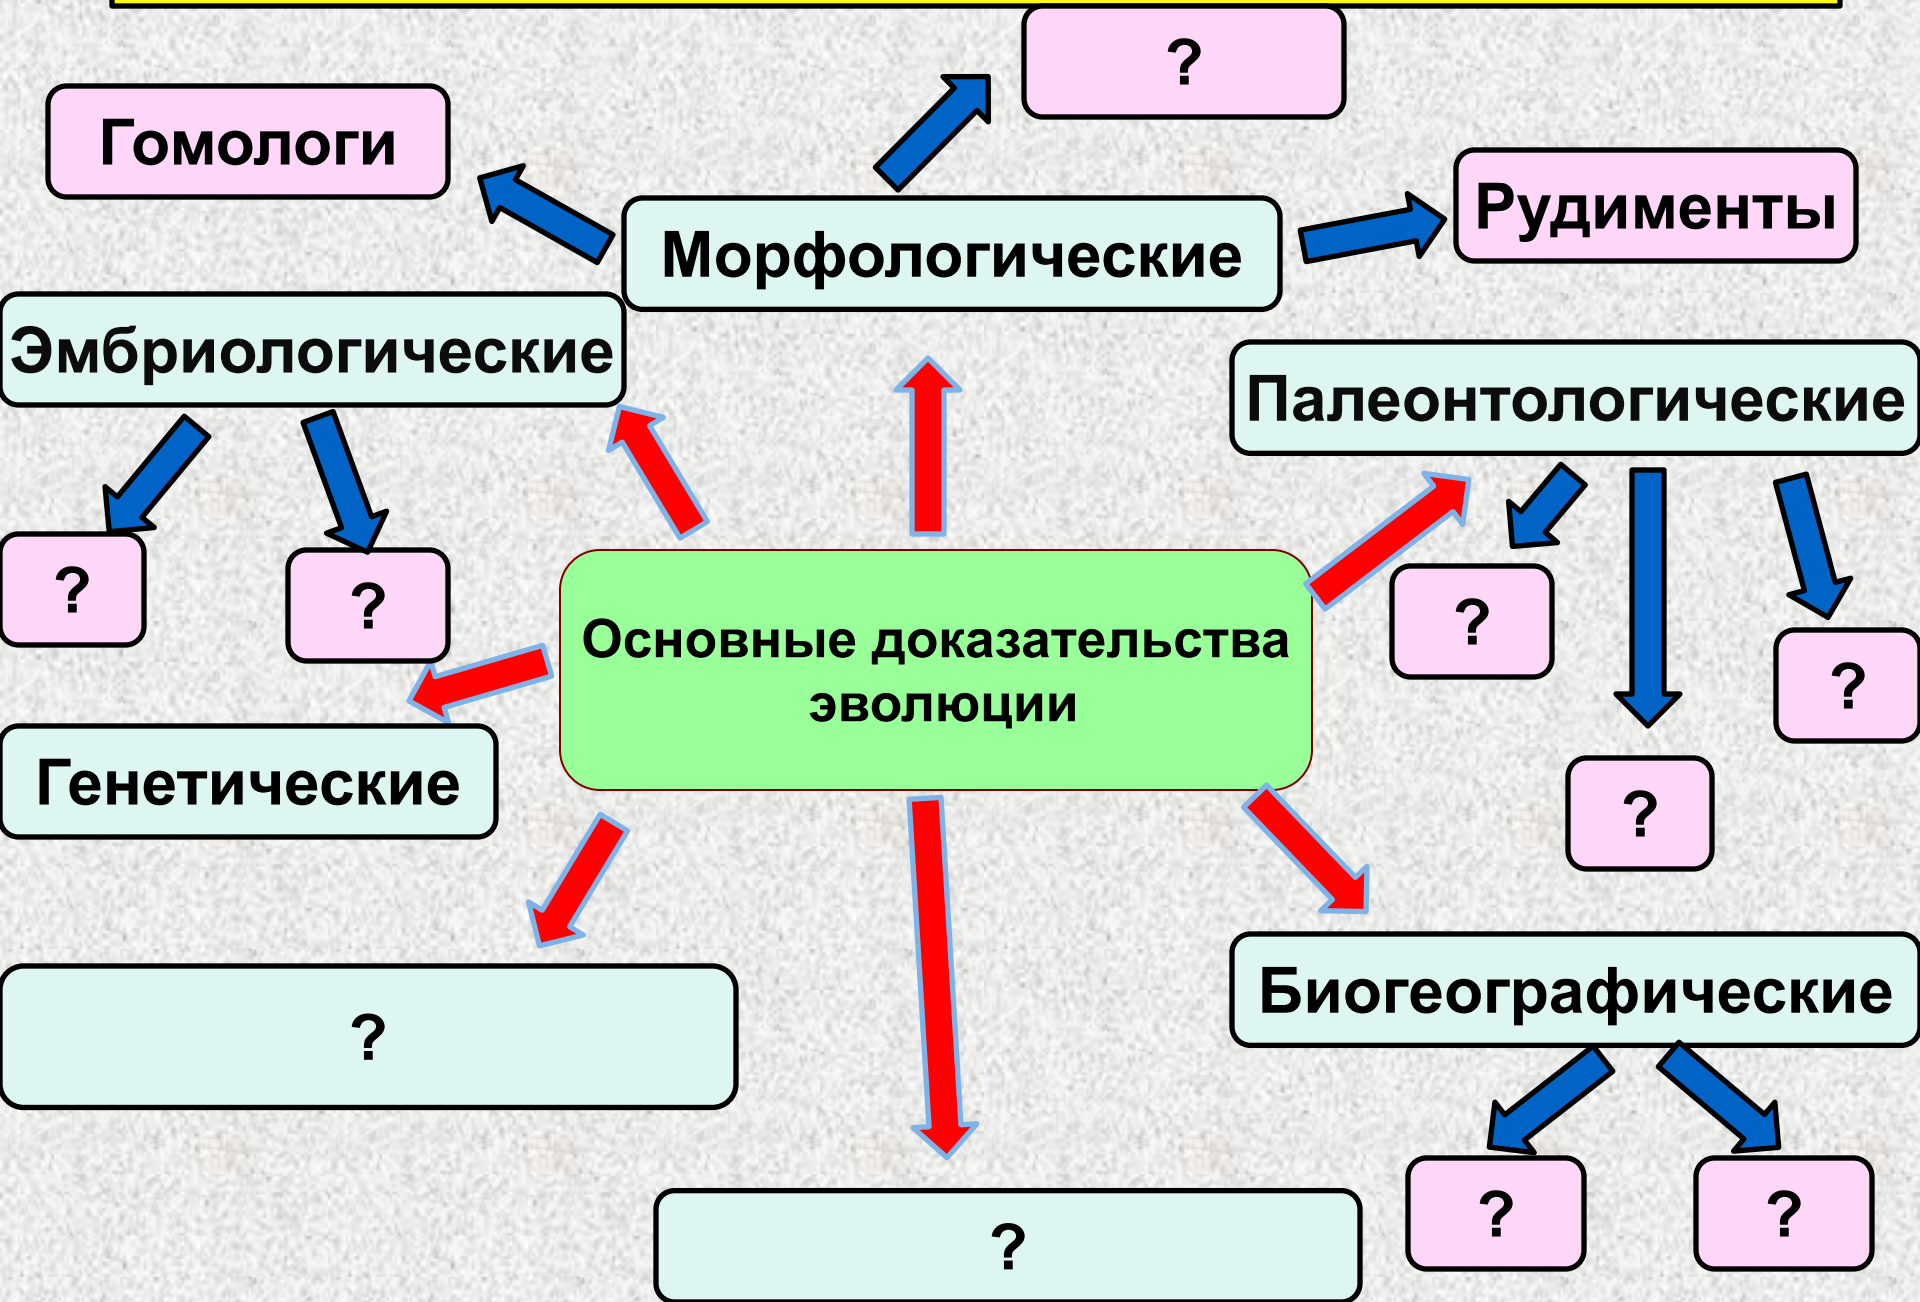 ?
Гомологи
Рудименты
Морфологические
Эмбриологические
Палеонтологические
?
?
?
Основные доказательства
эволюции
?
Генетические
?
Биогеографические
?
?
?
?